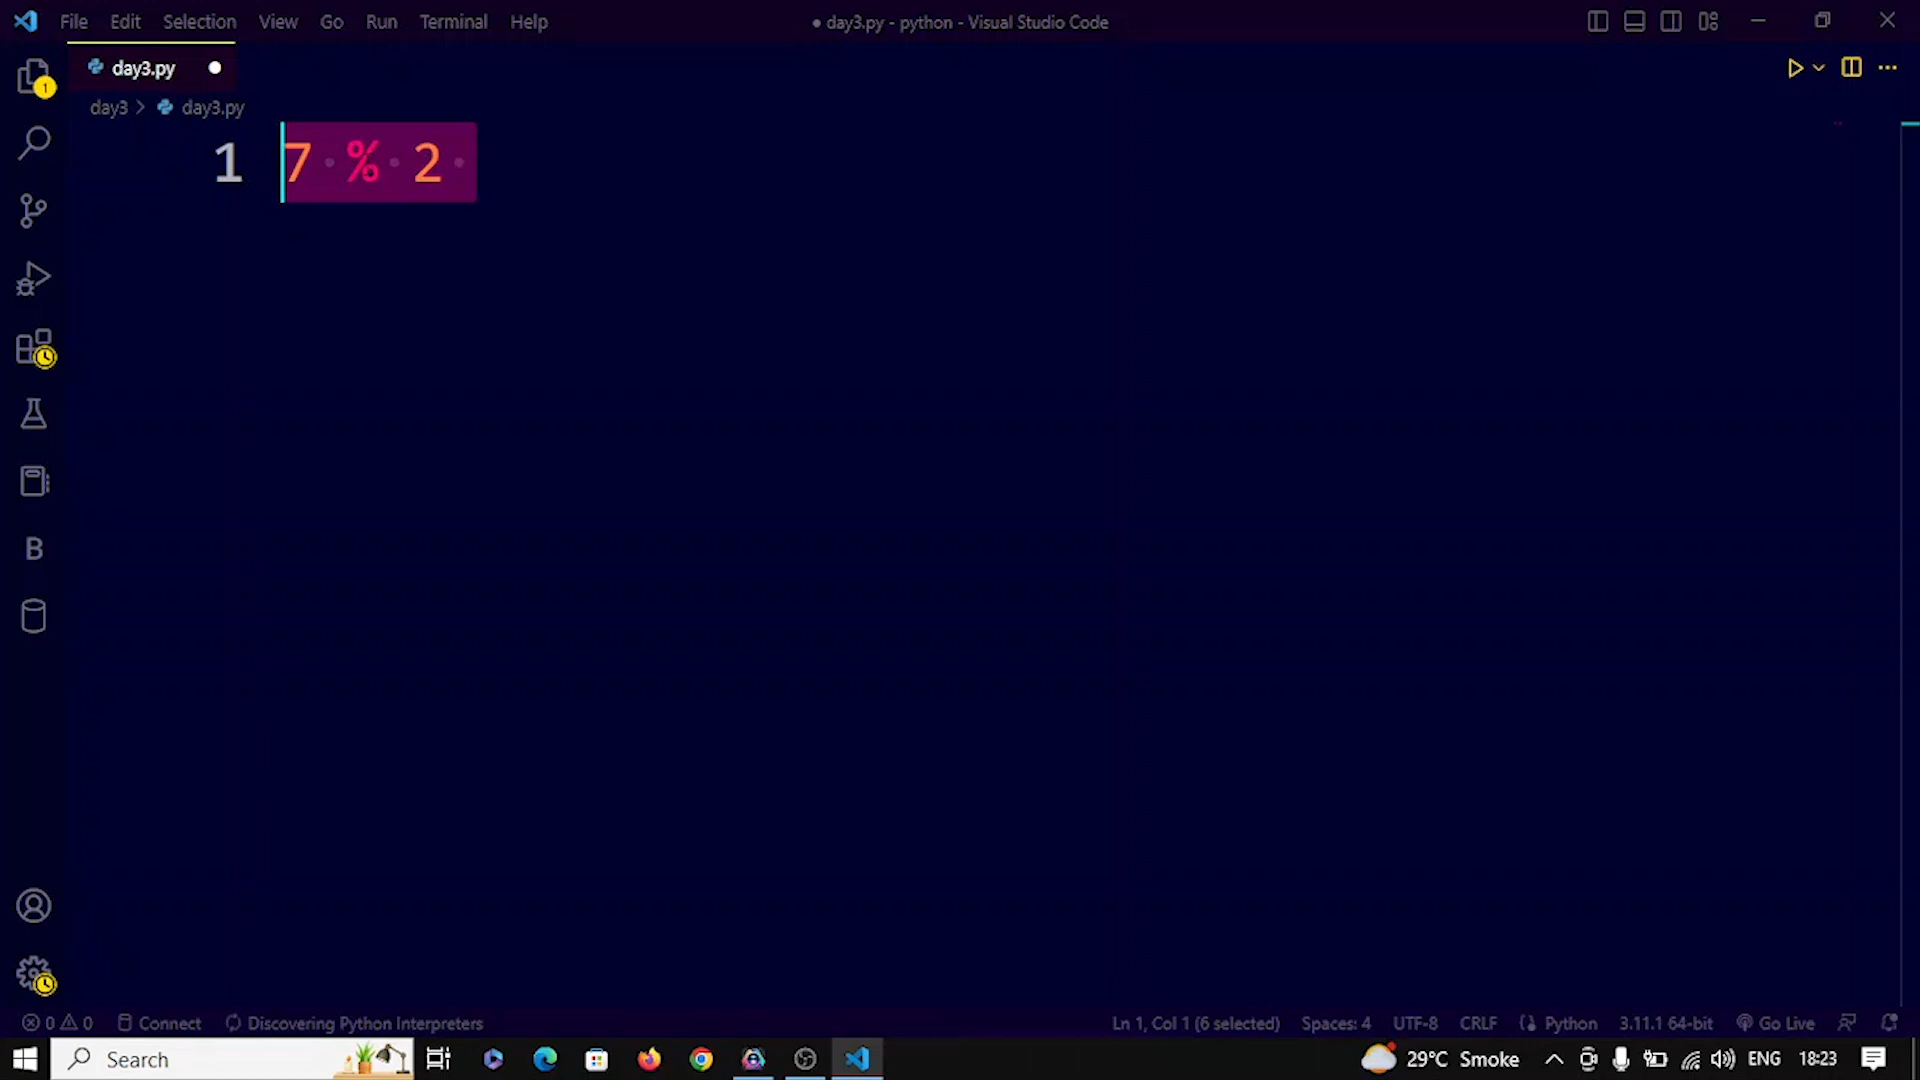 File Edit Selection View Go Run Terminal Help
● day3.py - python - Visual Studio Code
day3.py
1
day3 > day3.py
1 7 % 2
B
0 0 Connect Discovering Python Interpreters
Ln 1, Col 1 (6 selected) Spaces: 4 UTF-8 CRLF Python 3.11.1 64-bit Go Live
Search
29°C Smoke ENG 18:23